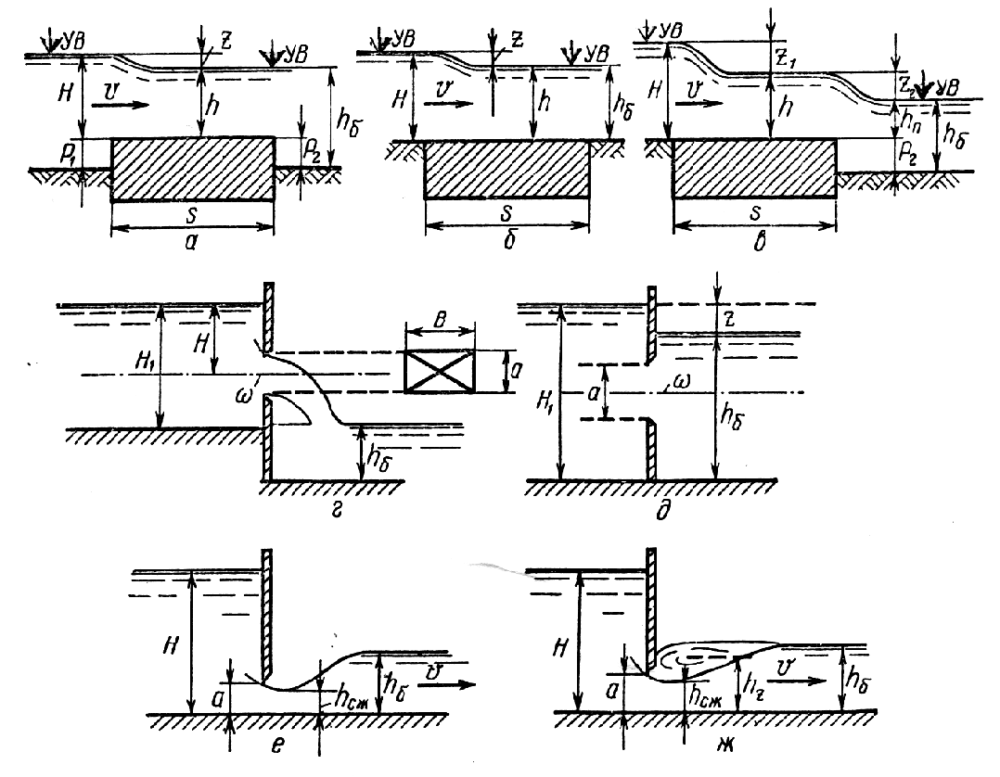 УВ Z УВ
H v h hб
P₁ P₂
S
а
УВ Z УВ
H v h hб
S
б
УВ Z₁
Z₂ УВ
H v h hп hб
P₂
S
в
H₁ H B
ω a
hб
г
Z
H₁ a ω hб
д
H
a hсж hб v
е
H
a hсж hz v hб
ж